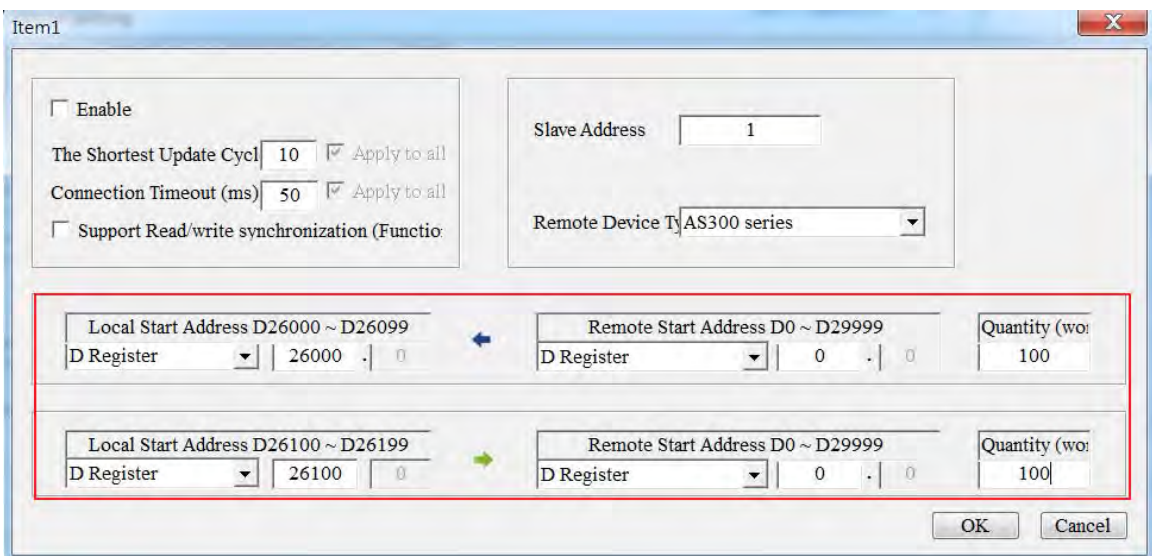 Item1
Enable
The Shortest Update Cycl 10 Apply to all
Connection Timeout (ms) 50 Apply to all
Support Read/write synchronization (Functio
Slave Address 1
Remote Device Ty AS300 series
Local Start Address D26000 ~ D26099 Remote Start Address D0 ~ D29999 Quantity (wor
D Register 26000 . 0 D Register 0 . 0 100
Local Start Address D26100 ~ D26199 Remote Start Address D0 ~ D29999 Quantity (wor
D Register 26100 0 D Register 0 . 0 100
OK Cancel